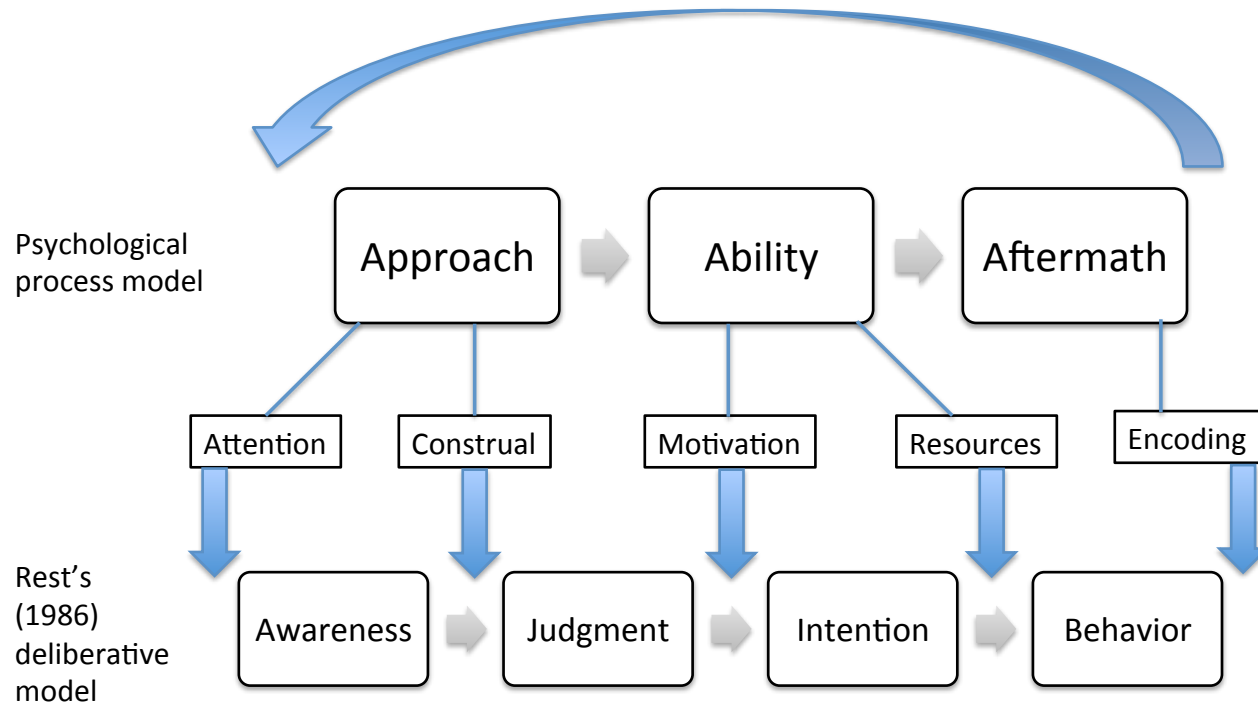 Psychological
process model
Approach
Ability
Aftermath
Attention
Construal
Motivation
Resources
Encoding
Rest's
(1986)
deliberative
model
Awareness
Judgment
Intention
Behavior